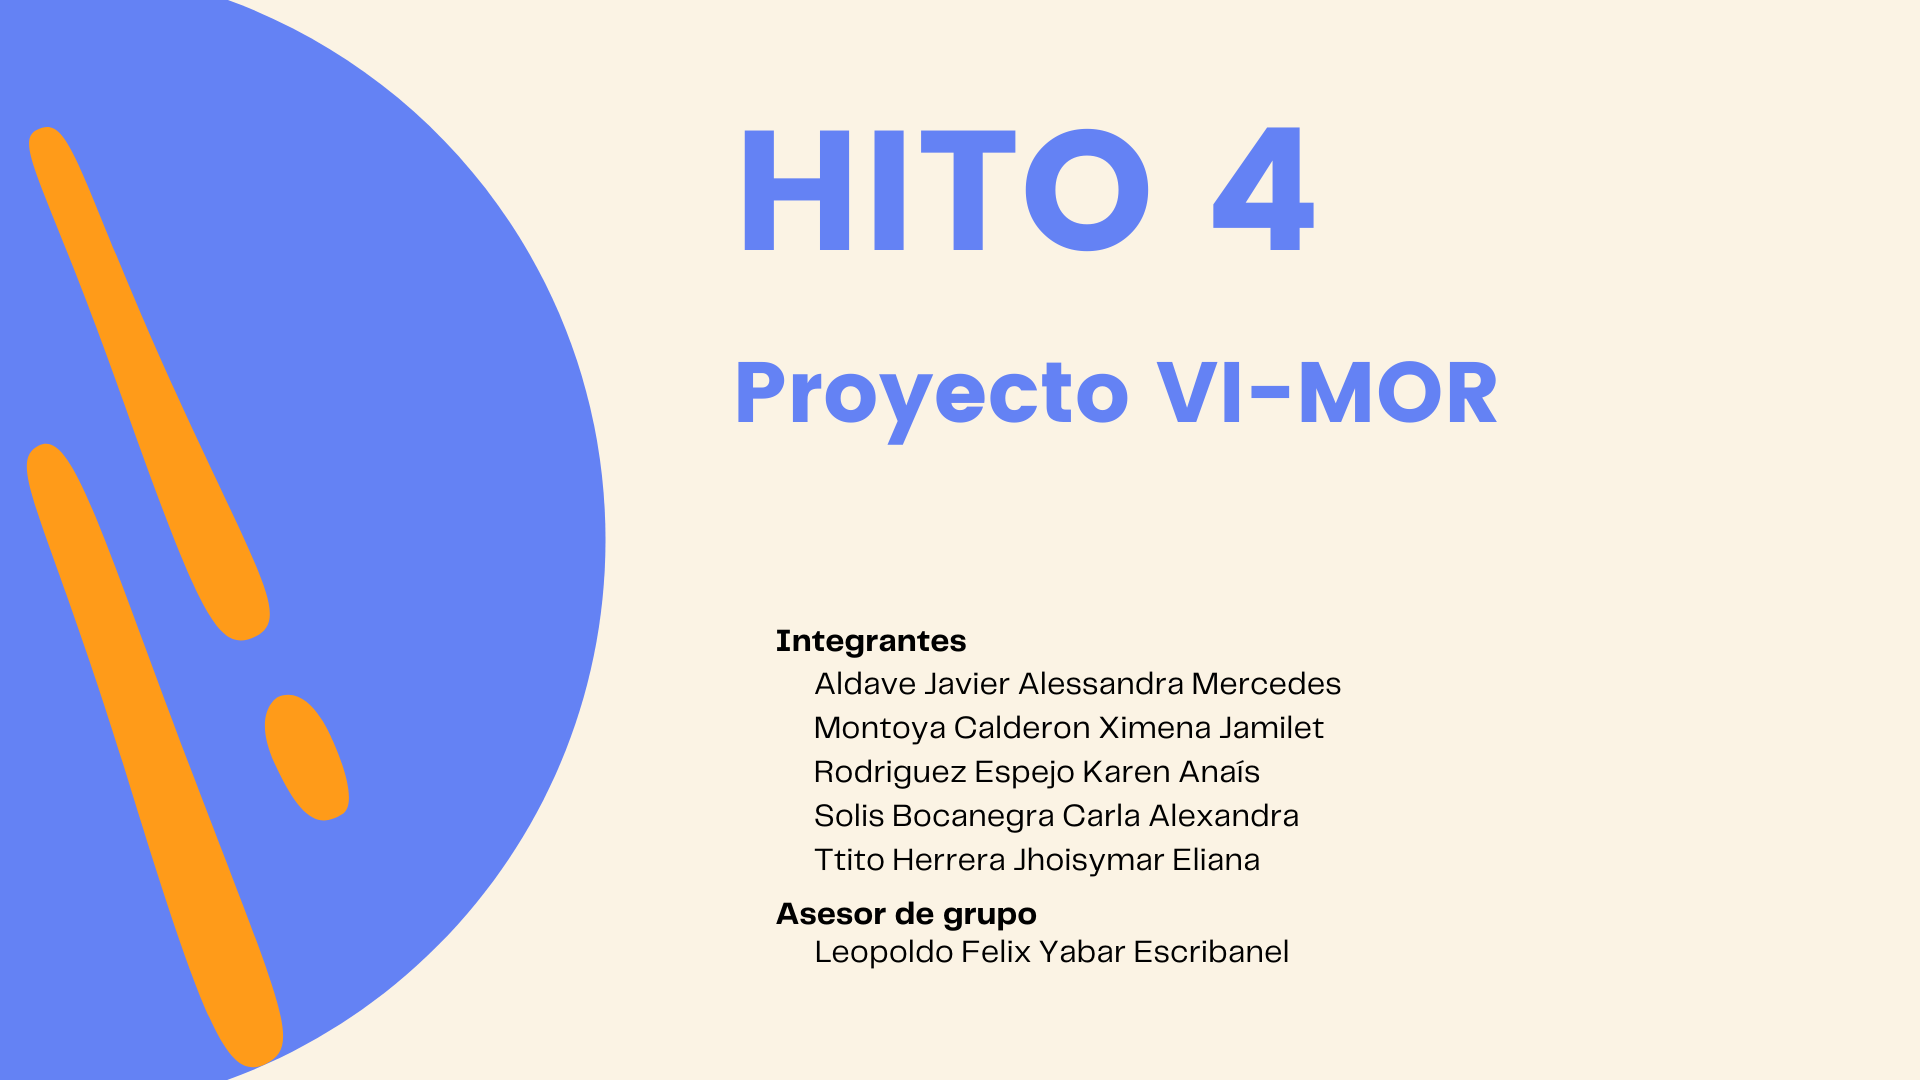 HITO 4
Proyecto VI-MOR
Integrantes
Aldave Javier Alessandra Mercedes
Montoya Calderon Ximena Jamilet
Rodriguez Espejo Karen Anaís
Solis Bocanegra Carla Alexandra
Ttito Herrera Jhoisymar Eliana
Asesor de grupo
Leopoldo Felix Yabar Escribanel